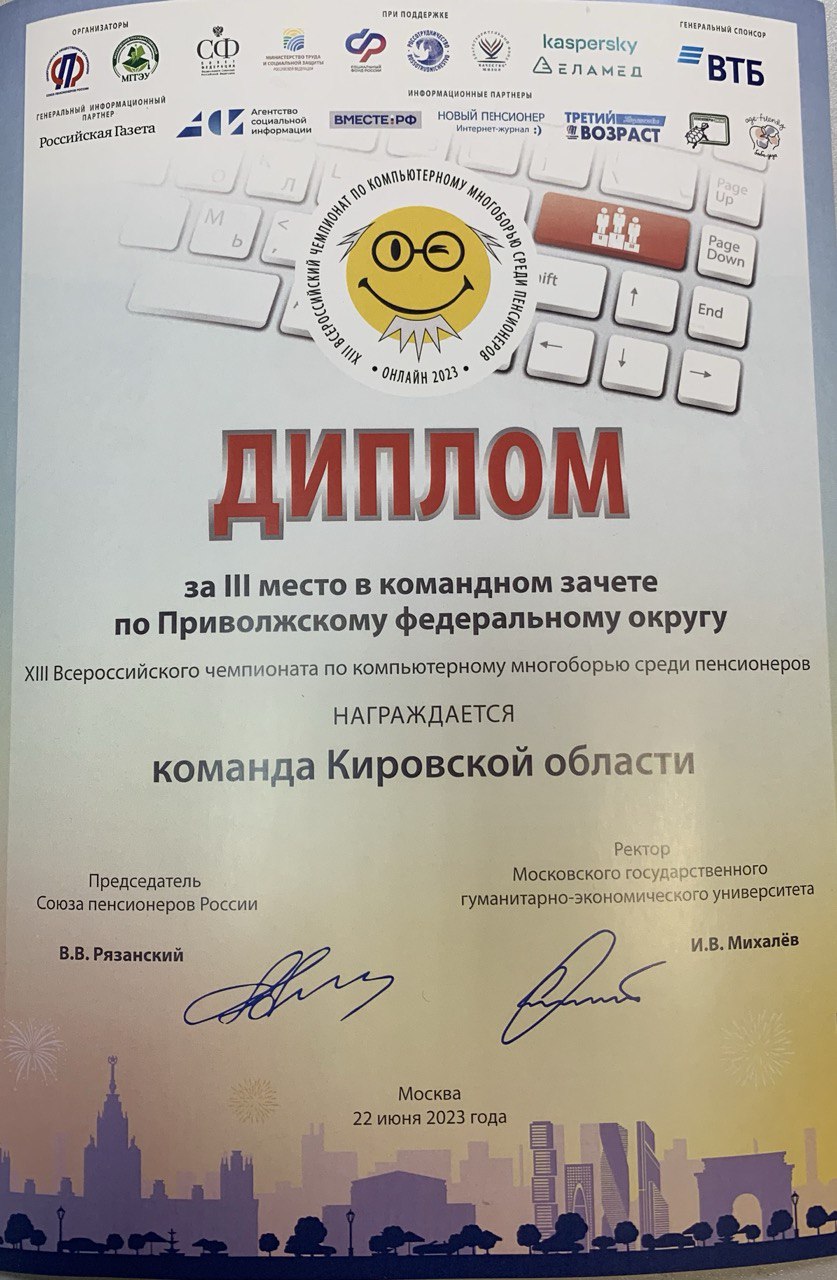 ОРГАНИЗАТОРЫ
ПРИ ПОДДЕРЖКЕ
ГЕНЕРАЛЬНЫЙ СПОНСОР
МГГЭУ
СФ
МИНИСТЕРСТВО ТРУДА
И СОЦИАЛЬНОЙ ЗАЩИТЫ
РОССИЙСКОЙ ФЕДЕРАЦИИ
СОЦИАЛЬНЫЙ
ФОНД РОССИИ
kaspersky
ЕЛАМЕД
ВТБ
ГЕНЕРАЛЬНЫЙ ИНФОРМАЦИОННЫЙ
ПАРТНЕР
Российская Газета
ИНФОРМАЦИОННЫЕ ПАРТНЕРЫ
АСИ
Агентство
социальной
информации
ВМЕСТЕ РФ
НОВЫЙ ПЕНСИОНЕР
Интернет-журнал :)
ТРЕТИЙ
ВОЗРАСТ
Page
Up
Page
Down
End
XIII ВСЕРОССИЙСКИЙ ЧЕМПИОНАТ ПО КОМПЬЮТЕРНОМУ МНОГОБОРЬЮ СРЕДИ ПЕНСИОНЕРОВ
• ОНЛАЙН 2023 •
ДИПЛОМ
за III место в командном зачете
по Приволжскому федеральному округу
XIII Всероссийского чемпионата по компьютерному многоборью среди пенсионеров
НАГРАЖДАЕТСЯ
команда Кировской области
Председатель
Союза пенсионеров России
В.В. Рязанский
Ректор
Московского государственного
гуманитарно-экономического университета
И.В. Михалёв
Москва
22 июня 2023 года